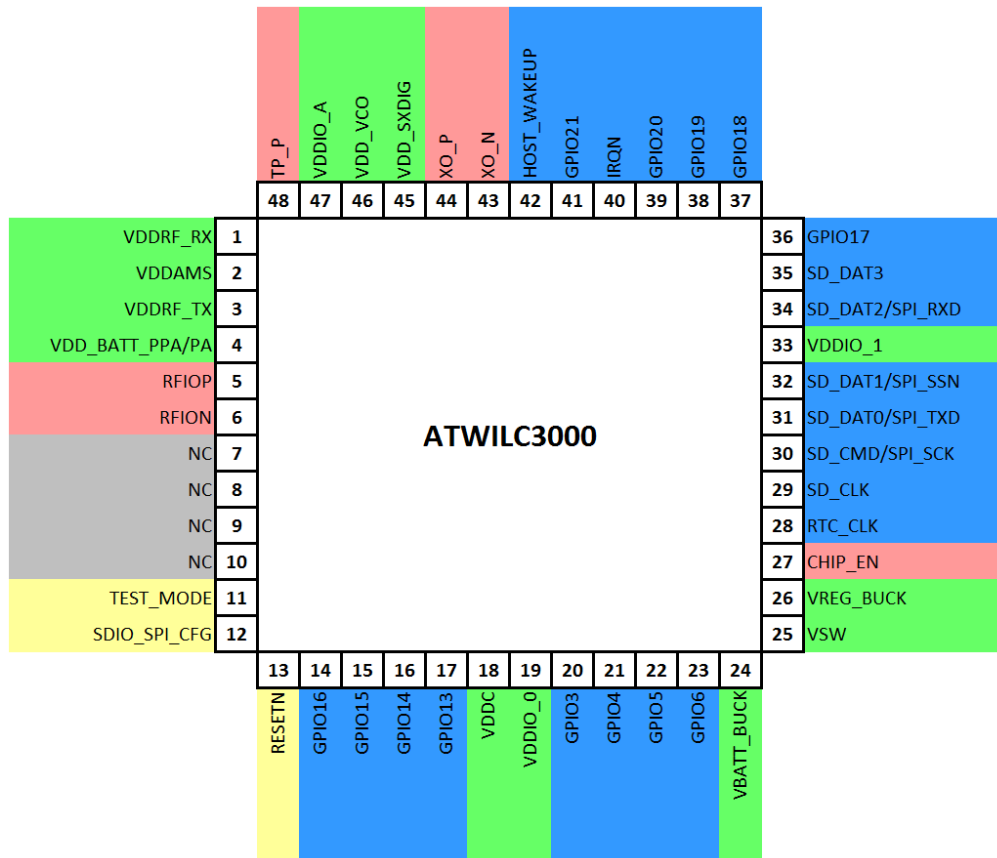 TP_P
VDDIO_A
VDD_VCO
VDD_SXDIG
XO_P
XO_N
HOST_WAKEUP
GPIO21
IRQN
GPIO20
GPIO19
GPIO18
48 47 46 45 44 43 42 41 40 39 38 37
VDDRF_RX 1
VDDAMS 2
VDDRF_TX 3
VDD_BATT_PPA/PA 4
RFIOP 5
RFION 6
NC 7
NC 8
NC 9
NC 10
TEST_MODE 11
SDIO_SPI_CFG 12
ATWILC3000
36 GPIO17
35 SD_DAT3
34 SD_DAT2/SPI_RXD
33 VDDIO_1
32 SD_DAT1/SPI_SSN
31 SD_DAT0/SPI_TXD
30 SD_CMD/SPI_SCK
29 SD_CLK
28 RTC_CLK
27 CHIP_EN
26 VREG_BUCK
25 VSW
13 14 15 16 17 18 19 20 21 22 23 24
RESETN
GPIO16
GPIO15
GPIO14
GPIO13
VDDC
VDDIO_0
GPIO3
GPIO4
GPIO5
GPIO6
VBATT_BUCK